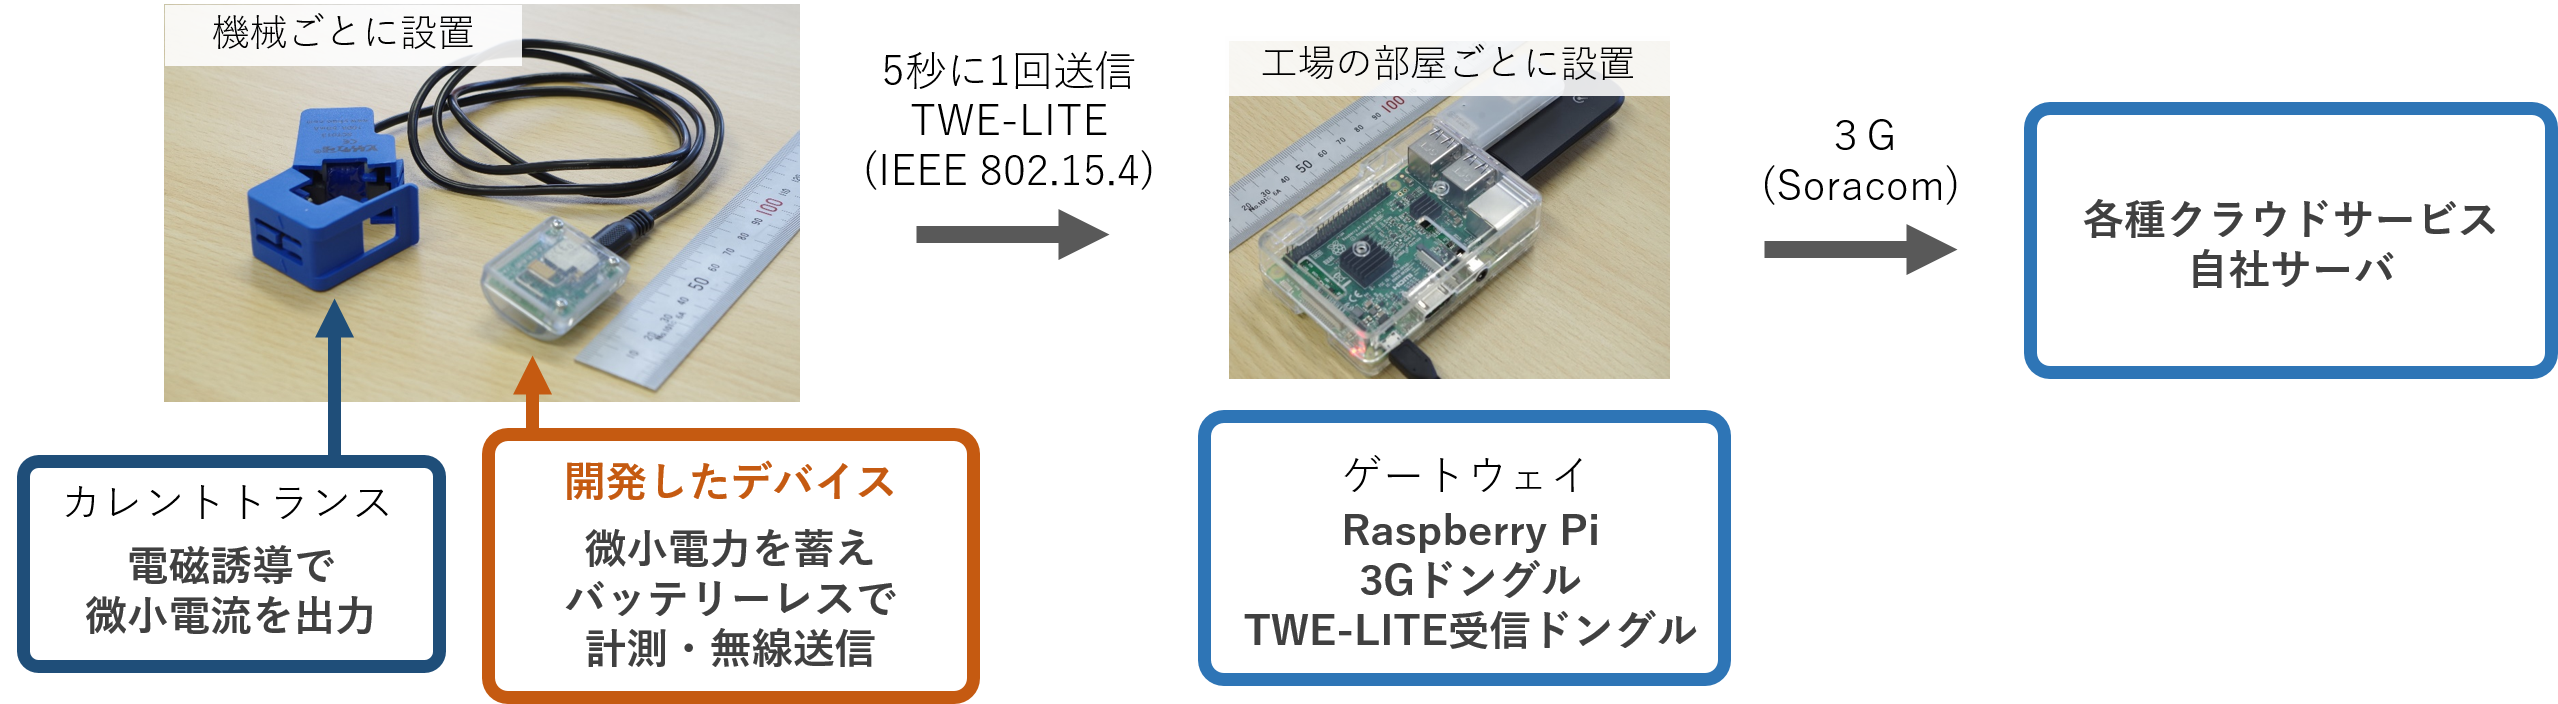 機械ごとに設置
5秒に1回送信
TWE-LITE
(IEEE 802.15.4)
工場の部屋ごとに設置
3G
(Soracom)
各種クラウドサービス
自社サーバ
カレントトランス
電磁誘導で
微小電流を出力
開発したデバイス
微小電力を蓄え
バッテリーレスで
計測・無線送信
ゲートウェイ
Raspberry Pi
3Gドングル
TWE-LITE受信ドングル